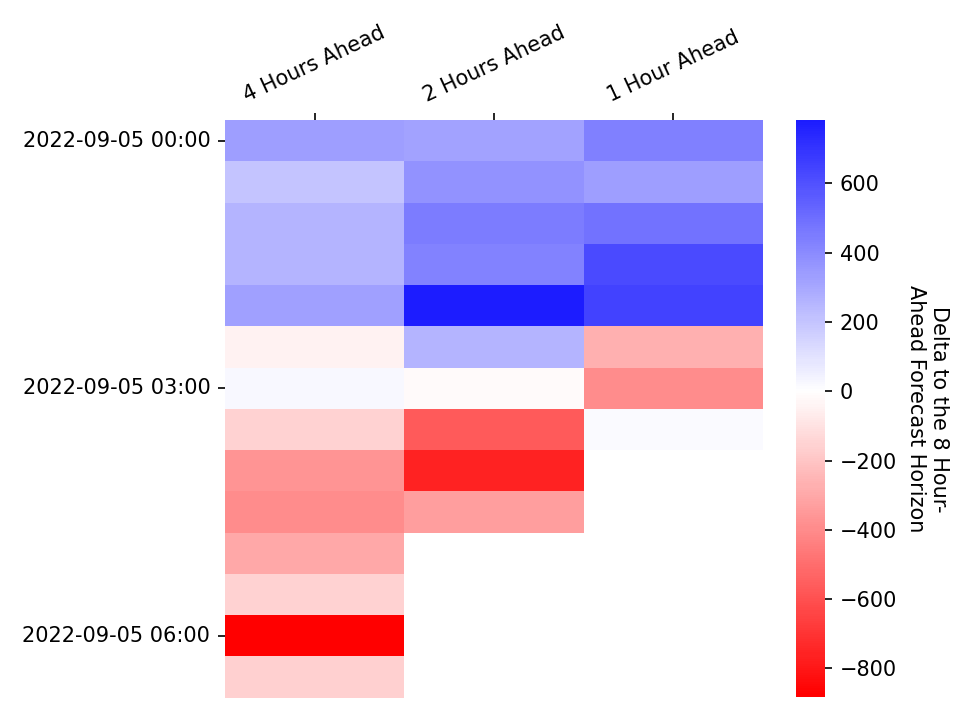 4 Hours Ahead
2 Hours Ahead
1 Hour Ahead
2022-09-05 00:00
2022-09-05 03:00
2022-09-05 06:00
600
400
200
0
−200
−400
−600
−800
Delta to the 8 Hour-
Ahead Forecast Horizon